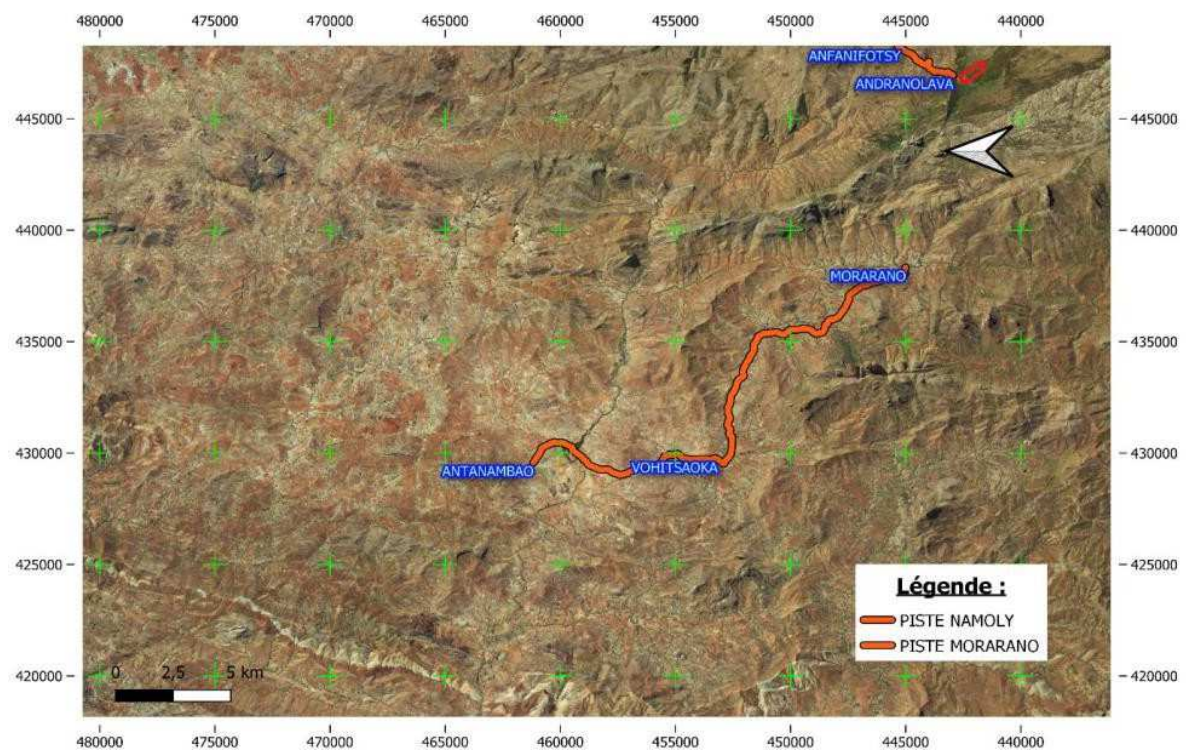 480000 475000 470000 465000 460000 455000 450000 445000 440000
ANFANIFOTSY
ANDRANOLAVA
445000 445000
440000 440000
MORARANO
435000 435000
430000 430000
ANTANAMBAO VOHITSAOKA
425000 425000
Légende :
PISTE NAMOLY
PISTE MORARANO
0 2,5 5 km
420000 420000
480000 475000 470000 465000 460000 455000 450000 445000 440000